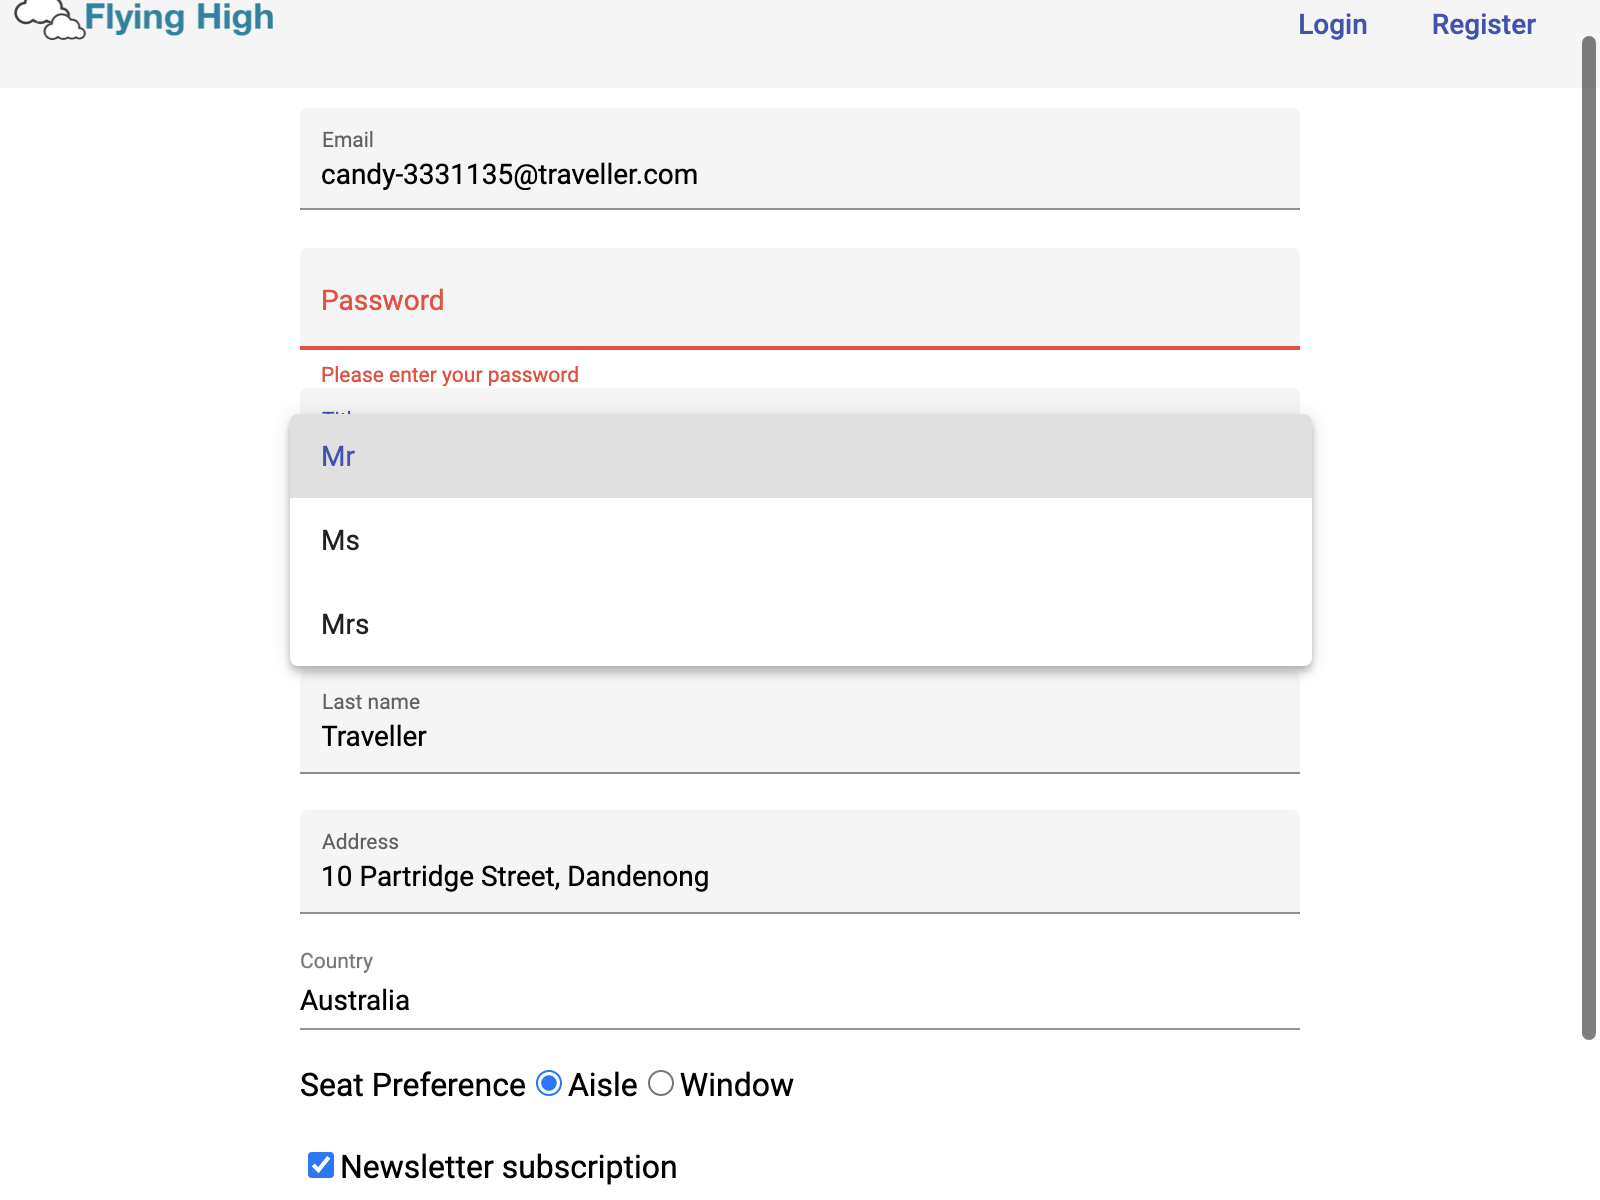 Flying High
Login Register
Email
candy-3331135@traveller.com
Password
Please enter your password
Mr
Ms
Mrs
Last name
Traveller
Address
10 Partridge Street, Dandenong
Country
Australia
Seat Preference Aisle Window
Newsletter subscription